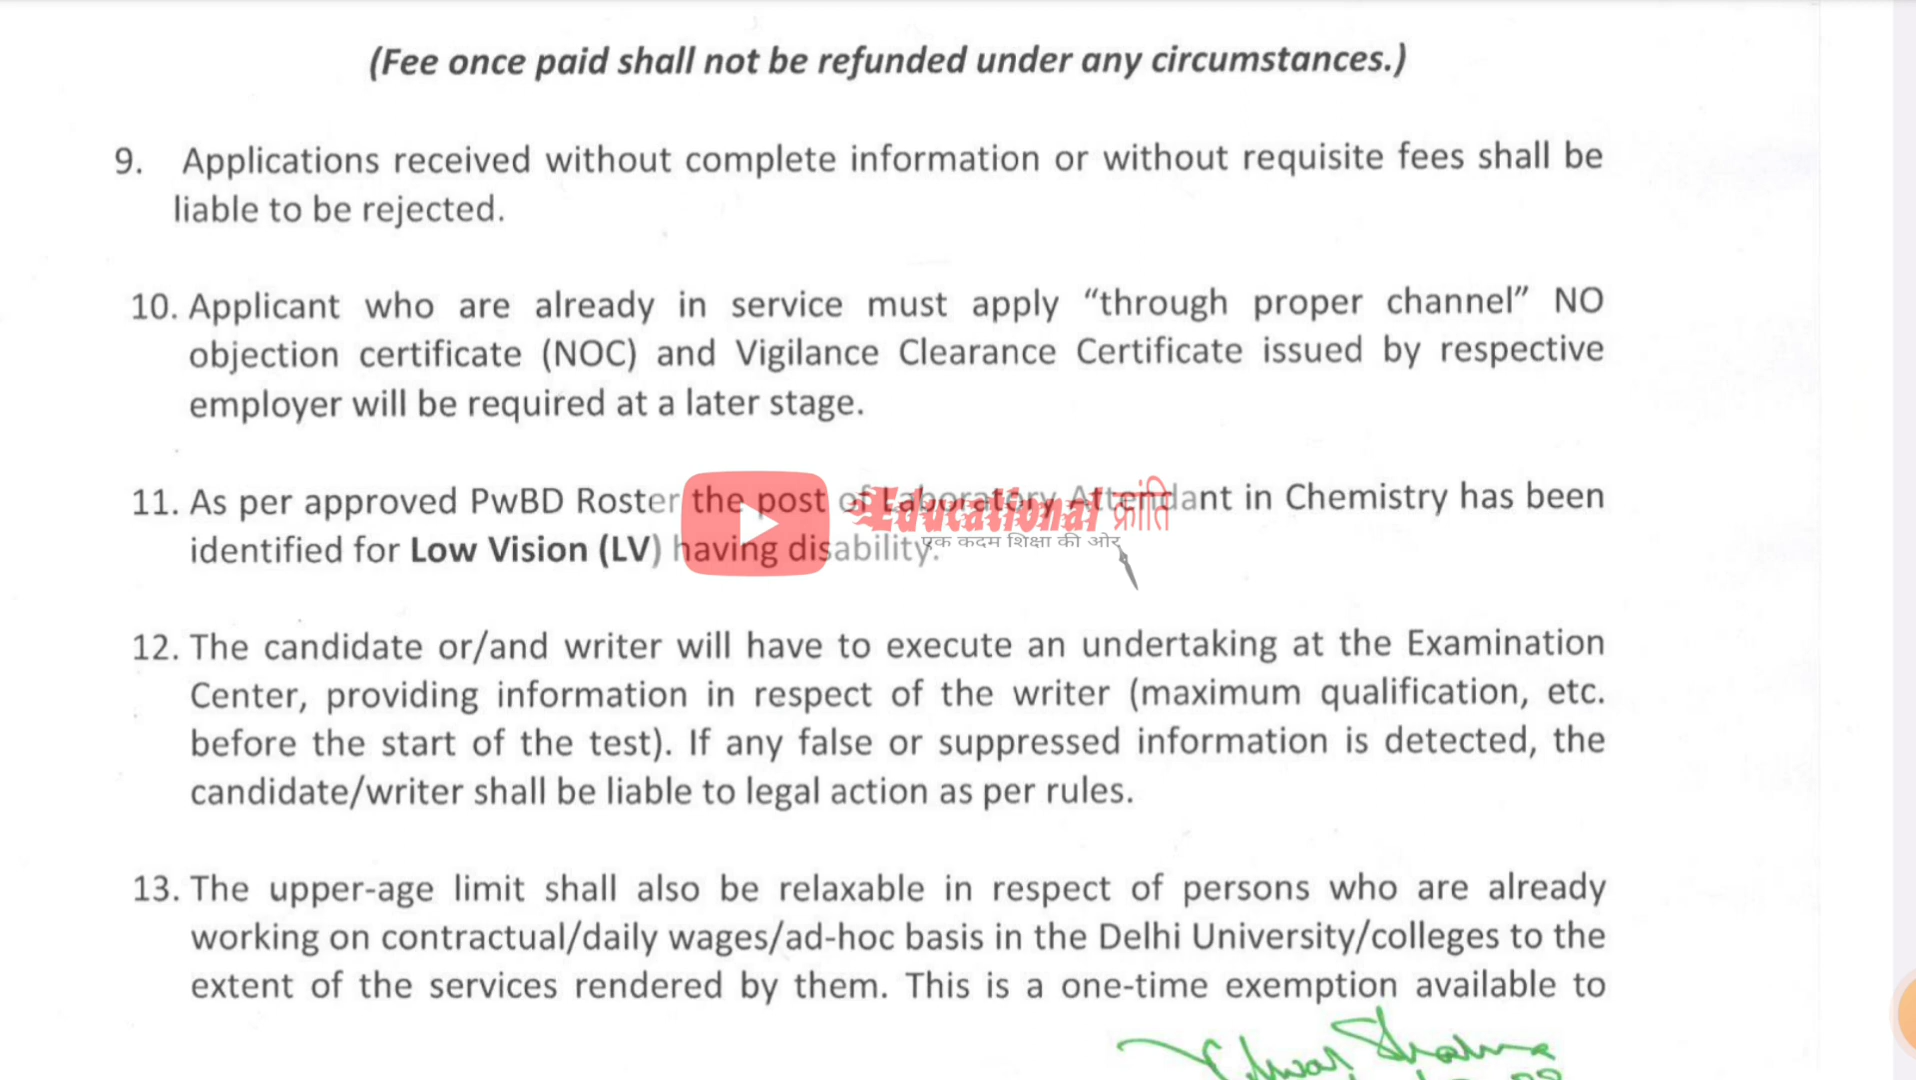 (Fee once paid shall not be refunded under any circumstances.)
9. Applications received without complete information or without requisite fees shall be
liable to be rejected.
10. Applicant who are already in service must apply “through proper channel” NO
objection certificate (NOC) and Vigilance Clearance Certificate issued by respective
employer will be required at a later stage.
11. As per approved PwBD Roster the post of Laboratory Attendant in Chemistry has been
identified for Low Vision (LV) having disability.
Educational क्रांति
एक कदम शिक्षा की ओर
12. The candidate or/and writer will have to execute an undertaking at the Examination
Center, providing information in respect of the writer (maximum qualification, etc.
before the start of the test). If any false or suppressed information is detected, the
candidate/writer shall be liable to legal action as per rules.
13. The upper-age limit shall also be relaxable in respect of persons who are already
working on contractual/daily wages/ad-hoc basis in the Delhi University/colleges to the
extent of the services rendered by them. This is a one-time exemption available to